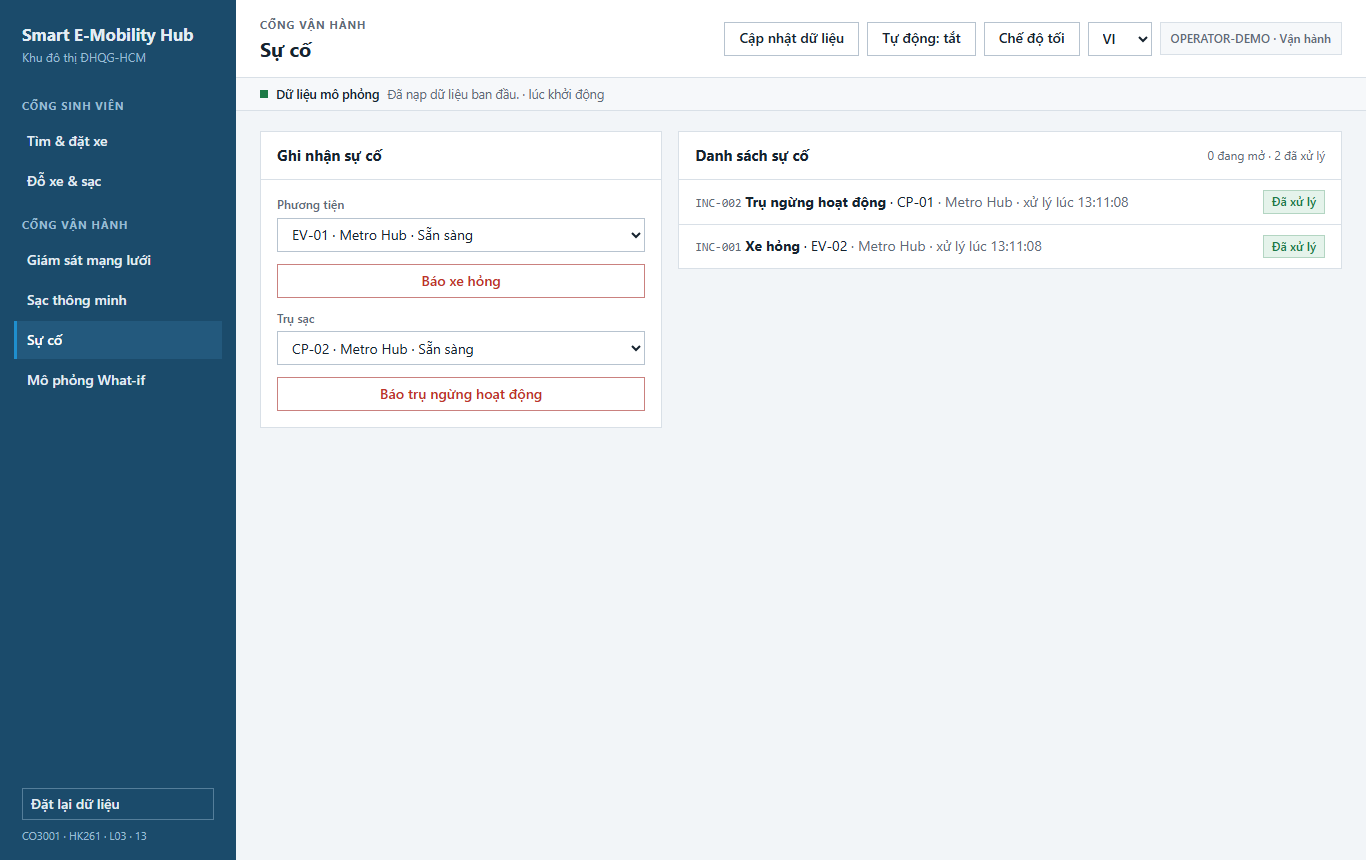 Smart E-Mobility Hub
Khu đô thị ĐHQG-HCM
CỔNG SINH VIÊN
Tìm & đặt xe
Đỗ xe & sạc
CỔNG VẬN HÀNH
Giám sát mạng lưới
Sạc thông minh
Sự cố
Mô phỏng What-if
Đặt lại dữ liệu
CO3001 · HK261 · L03 · 13
CỔNG VẬN HÀNH
Sự cố
Cập nhật dữ liệu
Tự động: tắt
Chế độ tối
VI
OPERATOR-DEMO · Vận hành
Dữ liệu mô phỏng Đã nạp dữ liệu ban đầu. · lúc khởi động
Ghi nhận sự cố
Phương tiện
EV-01 · Metro Hub · Sẵn sàng
Báo xe hỏng
Trụ sạc
CP-02 · Metro Hub · Sẵn sàng
Báo trụ ngừng hoạt động
Danh sách sự cố
0 đang mở · 2 đã xử lý
INC-002 Trụ ngừng hoạt động · CP-01 · Metro Hub · xử lý lúc 13:11:08
Đã xử lý
INC-001 Xe hỏng · EV-02 · Metro Hub · xử lý lúc 13:11:08
Đã xử lý